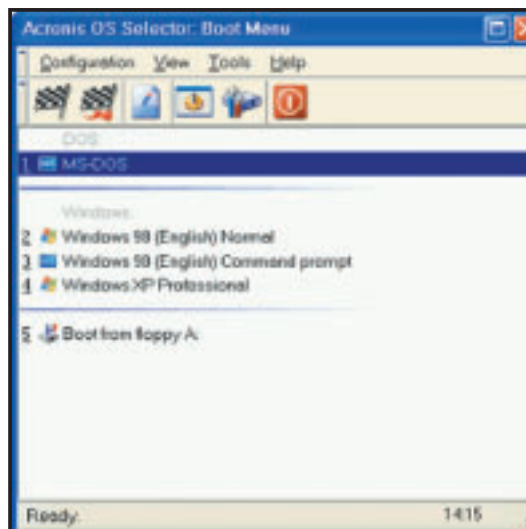 Acronis OS Selector: Boot Menu
Configuration View Tools Help
DOS:
1 MS-DOS
Windows:
2 Windows 98 (English) Normal
3 Windows 98 (English) Command prompt
4 Windows XP Professional
5 Boot from floppy A:
Ready. 14:15